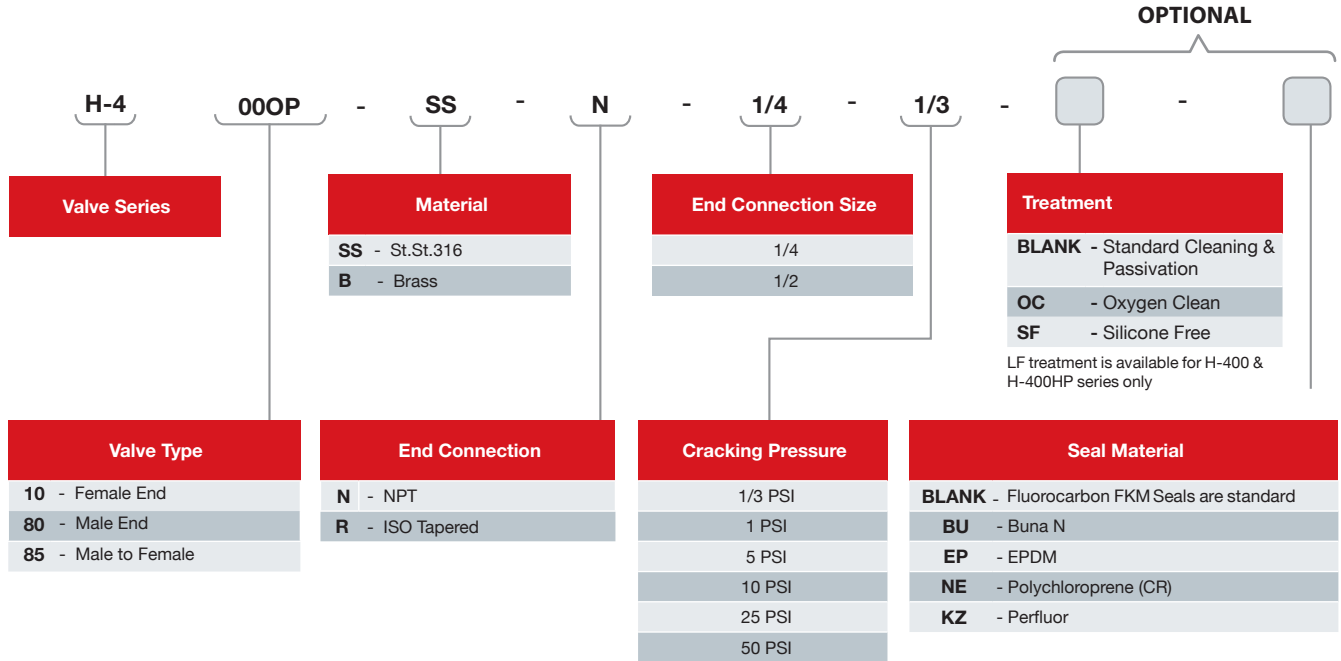 OPTIONAL
H-4 00OP - SS - N - 1/4 - 1/3 - -
Valve Series
Material
SS - St.St.316
B - Brass
End Connection Size
1/4
1/2
Treatment
BLANK - Standard Cleaning &
Passivation
OC - Oxygen Clean
SF - Silicone Free
LF treatment is available for H-400 &
H-400HP series only
Valve Type
10 - Female End
80 - Male End
85 - Male to Female
End Connection
N - NPT
R - ISO Tapered
Cracking Pressure
1/3 PSI
1 PSI
5 PSI
10 PSI
25 PSI
50 PSI
Seal Material
BLANK - Fluorocarbon FKM Seals are standard
BU - Buna N
EP - EPDM
NE - Polychloroprene (CR)
KZ - Perfluor